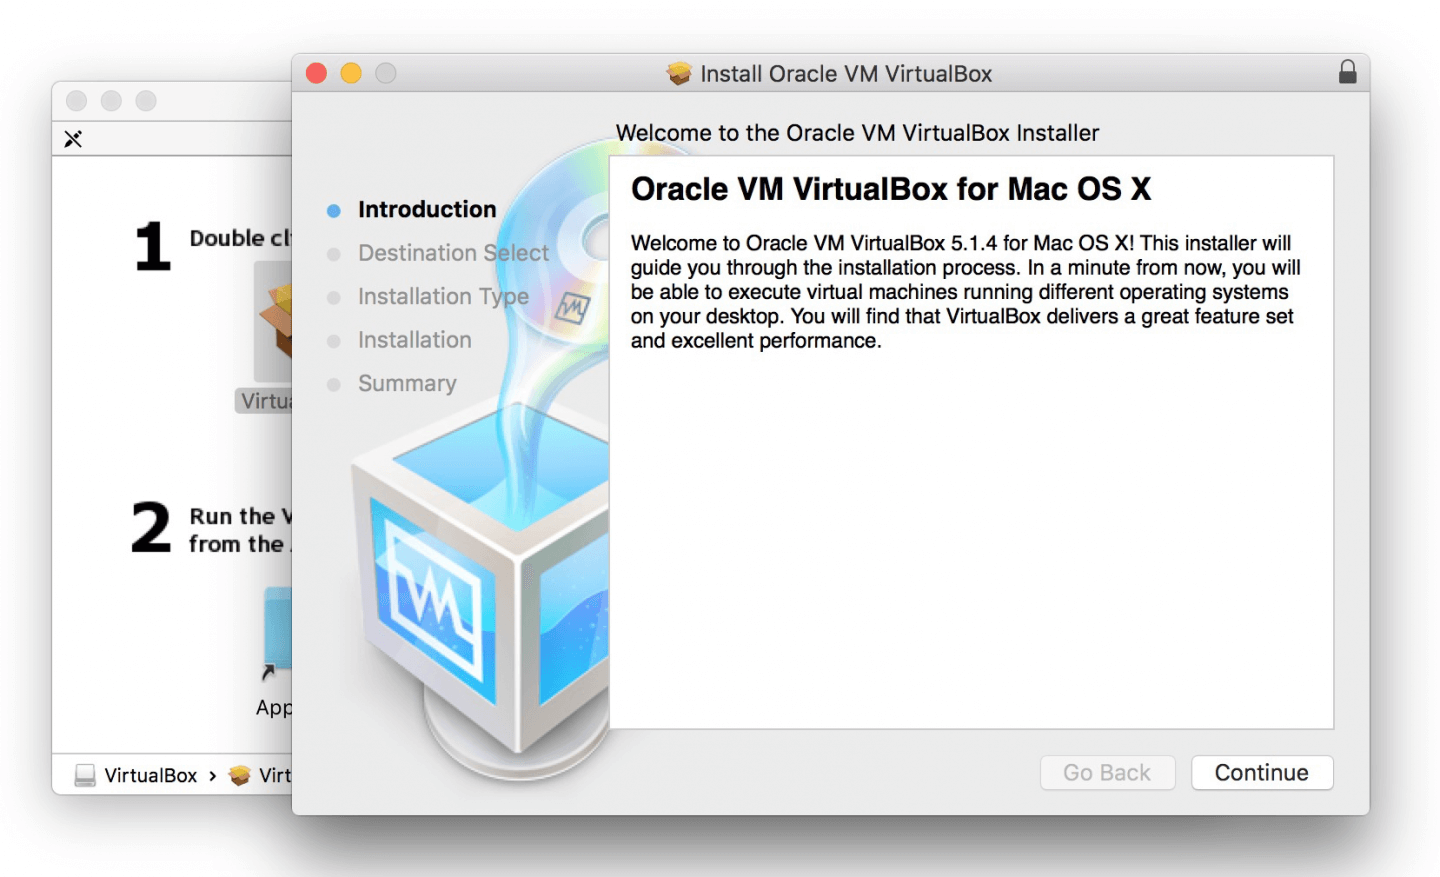 Install Oracle VM VirtualBox
Welcome to the Oracle VM VirtualBox Installer
Introduction
Destination Select
Installation Type
Installation
Summary
Oracle VM VirtualBox for Mac OS X
Welcome to Oracle VM VirtualBox 5.1.4 for Mac OS X! This installer will
guide you through the installation process. In a minute from now, you will
be able to execute virtual machines running different operating systems
on your desktop. You will find that VirtualBox delivers a great feature set
and excellent performance.
Go Back
Continue
1
Double
2
Run the
from the
VirtualBox ›